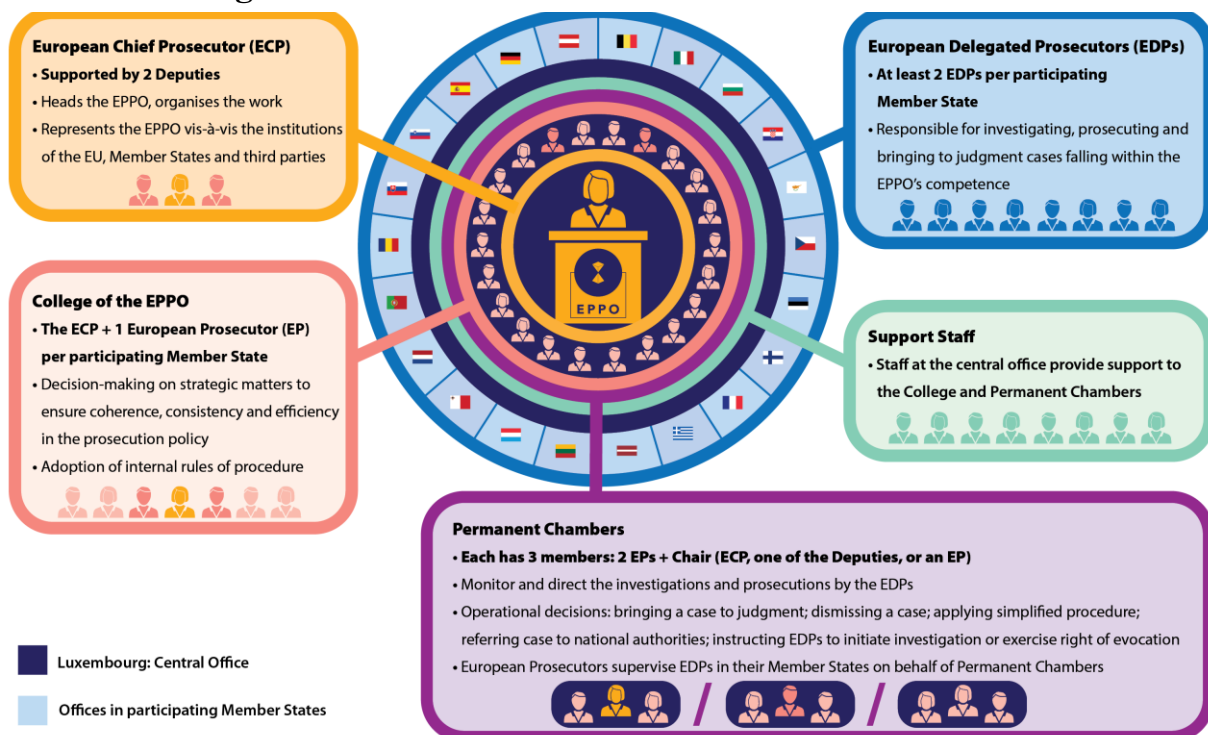 European Chief Prosecutor (ECP)
• Supported by 2 Deputies
• Heads the EPPO, organises the work
• Represents the EPPO vis-à-vis the institutions
of the EU, Member States and third parties
European Delegated Prosecutors (EDPs)
• At least 2 EDPs per participating
Member State
• Responsible for investigating, prosecuting and
bringing to judgment cases falling within the
EPPO's competence
EPPO
College of the EPPO
• The ECP + 1 European Prosecutor (EP)
per participating Member State
• Decision-making on strategic matters to
ensure coherence, consistency and efficiency
in the prosecution policy
• Adoption of internal rules of procedure
Support Staff
• Staff at the central office provide support to
the College and Permanent Chambers
Permanent Chambers
• Each has 3 members: 2 EPs + Chair (ECP, one of the Deputies, or an EP)
• Monitor and direct the investigations and prosecutions by the EDPs
• Operational decisions: bringing a case to judgment; dismissing a case; applying simplified procedure;
referring case to national authorities; instructing EDPs to initiate investigation or exercise right of evocation
• European Prosecutors supervise EDPs in their Member States on behalf of Permanent Chambers
Luxembourg: Central Office
Offices in participating Member States